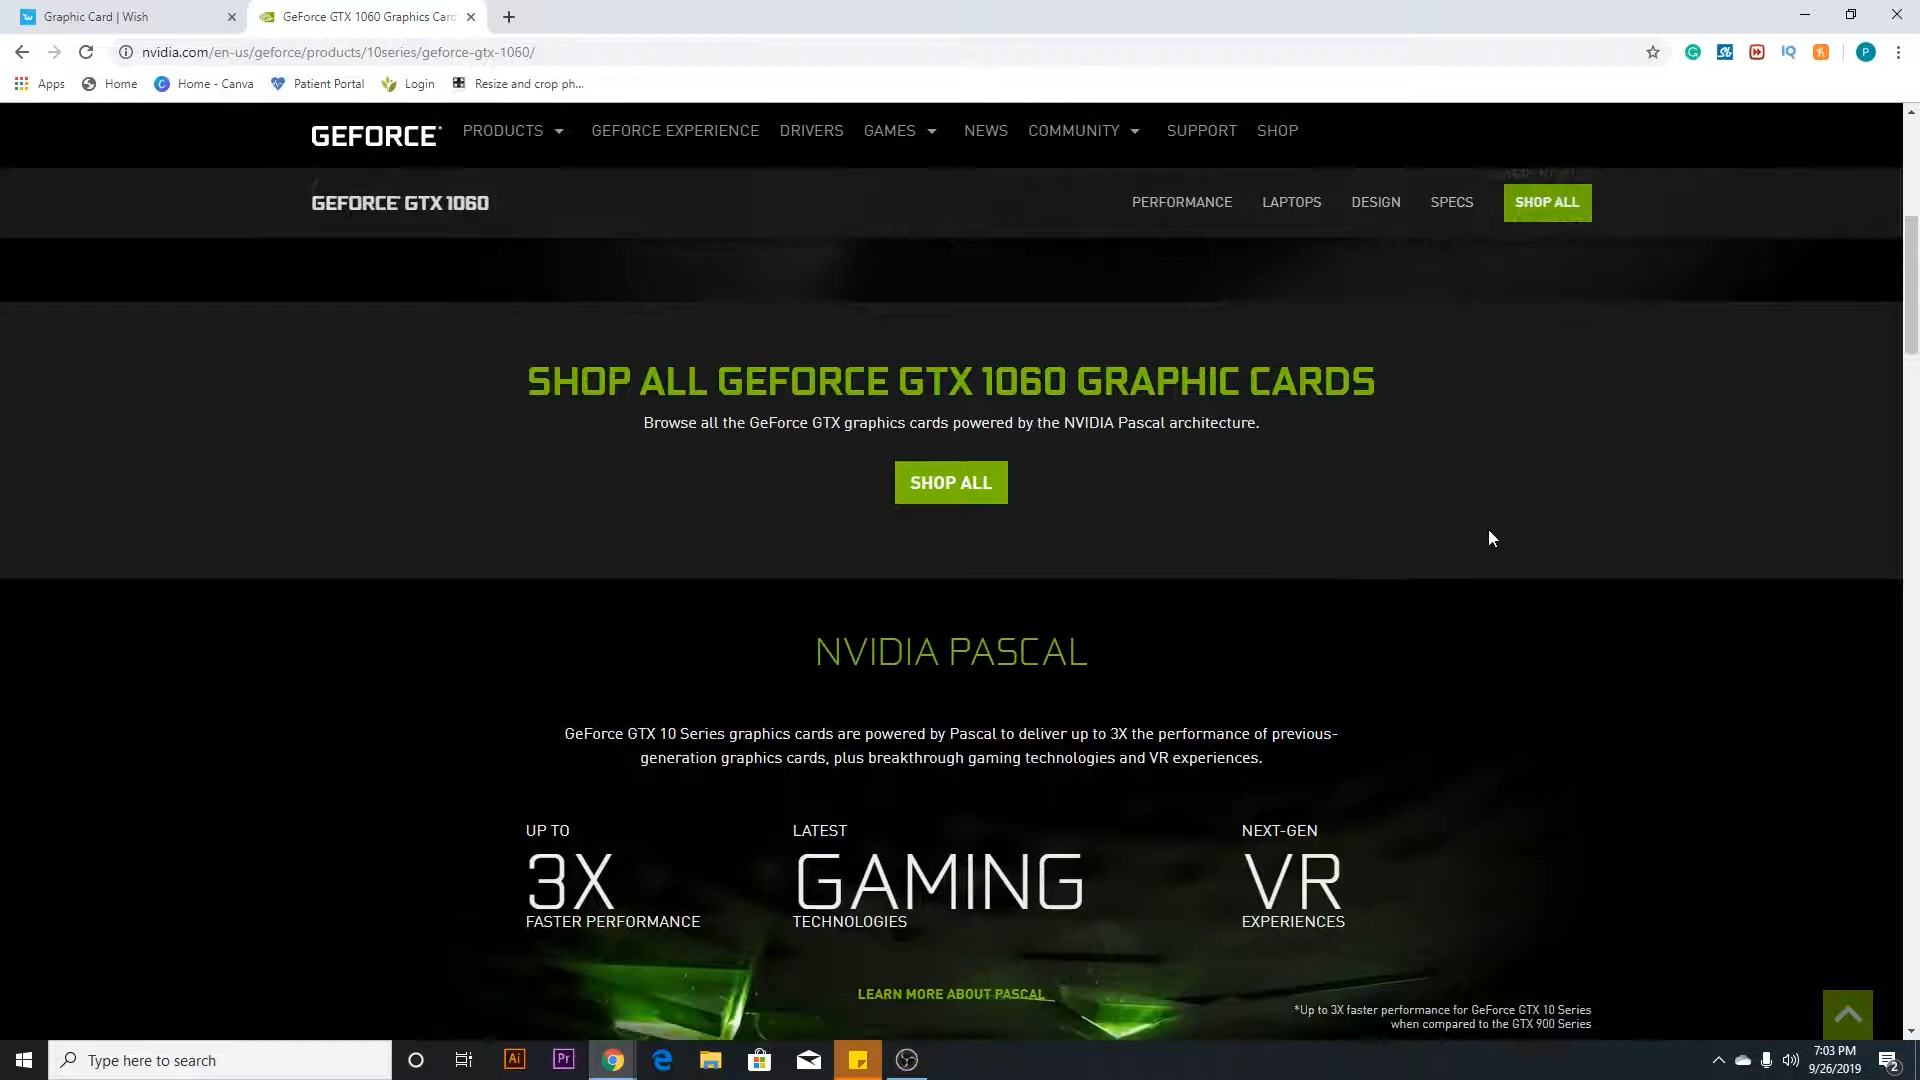 Graphic Card | Wish
GeForce GTX 1060 Graphics Card
nvidia.com/en-us/geforce/products/10series/geforce-gtx-1060/
Apps
Home
Home - Canva
Patient Portal
Login
Resize and crop ph...
GEFORCE
PRODUCTS
GEFORCE EXPERIENCE
DRIVERS
GAMES
NEWS
COMMUNITY
SUPPORT
SHOP
GEFORCE GTX 1060
PERFORMANCE
LAPTOPS
DESIGN
SPECS
SHOP ALL
SHOP ALL GEFORCE GTX 1060 GRAPHIC CARDS
Browse all the GeForce GTX graphics cards powered by the NVIDIA Pascal architecture.
SHOP ALL
NVIDIA PASCAL
GeForce GTX 10 Series graphics cards are powered by Pascal to deliver up to 3X the performance of previous-
generation graphics cards, plus breakthrough gaming technologies and VR experiences.
UP TO
3X
FASTER PERFORMANCE
LATEST
GAMING
TECHNOLOGIES
NEXT-GEN
VR
EXPERIENCES
LEARN MORE ABOUT PASCAL
*Up to 3X faster performance for GeForce GTX 10 Series
when compared to the GTX 900 Series
Type here to search
Ai
Pr
7:03 PM
9/26/2019
2